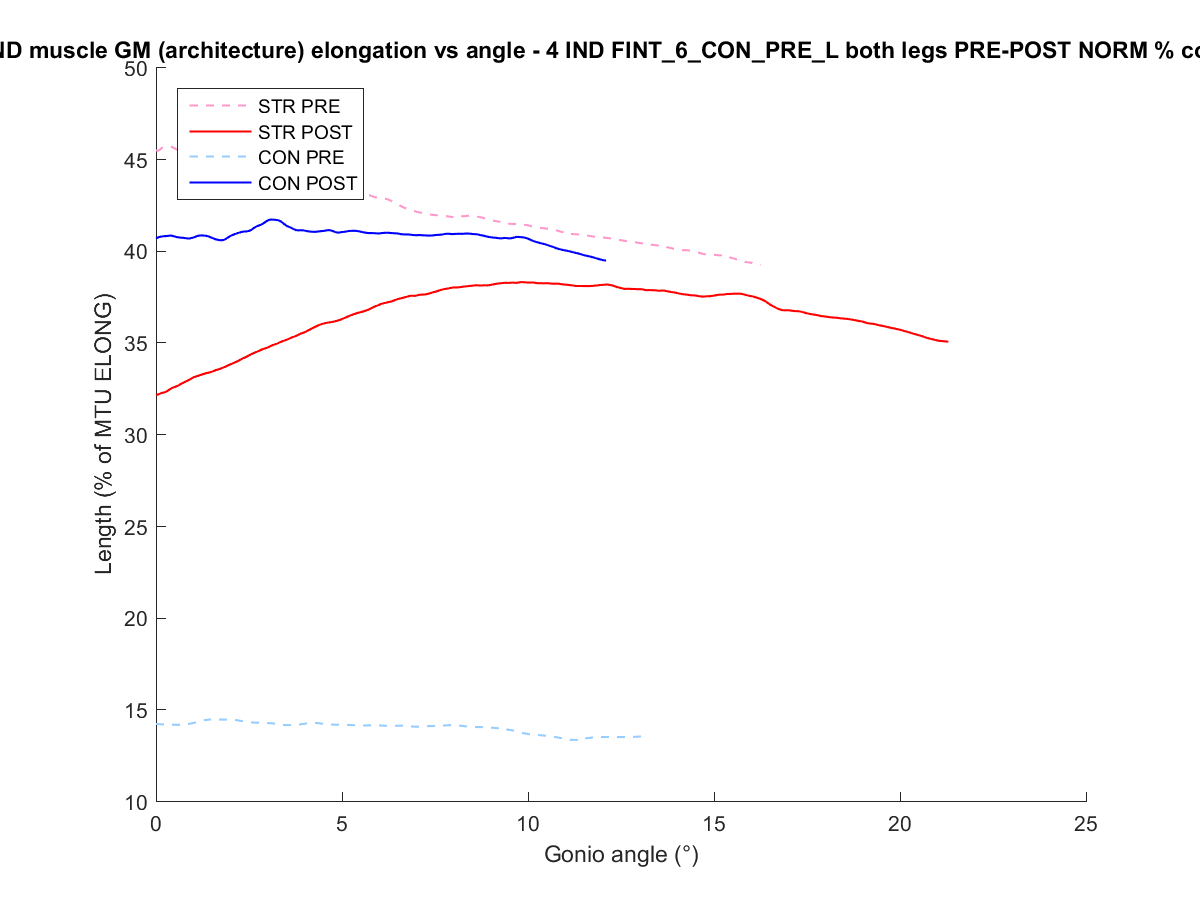 ND muscle GM (architecture) elongation vs angle - 4 IND FINT_6_CON_PRE_L both legs PRE-POST NORM % co
50
45
40
35
30
25
20
15
10
STR PRE
STR POST
CON PRE
CON POST
Length (% of MTU ELONG)
0 5 10 15 20 25
Gonio angle (°)